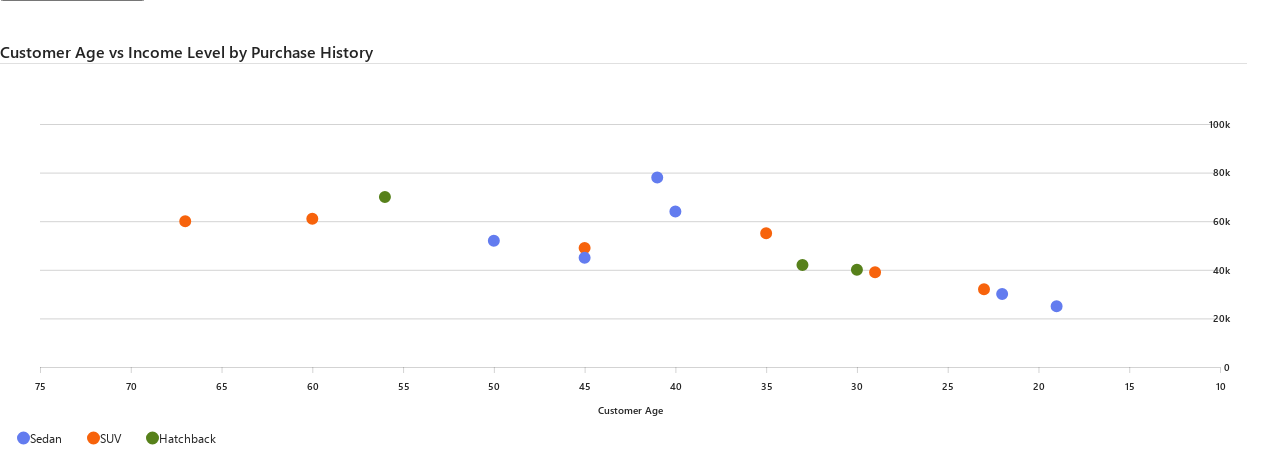 Customer Age vs Income Level by Purchase History
100k
80k
60k
40k
20k
0
75 70 65 60 55 50 45 40 35 30 25 20 15 10
Customer Age
Sedan SUV Hatchback